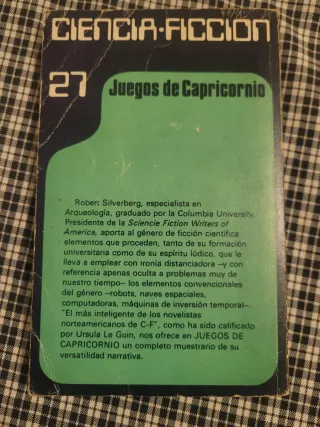 CIENCIA-FICCION
27 Juegos de Capricornio
Robert Silverberg, especialista en
Arqueología, graduado por la Columbia University,
Presidente de la Sciencie Fiction Writers of
America, aporta al género de ficción científica
elementos que proceden, tanto de su formación
universitaria como de su espíritu lúdico, que le
lleva a emplear con ironía distanciadora —y con
referencia apenas oculta a problemas muy de
nuestro tiempo— los elementos convencionales
del género —robots, naves espaciales,
computadoras, máquinas de inversión temporal—.
"El más inteligente de los novelistas
norteamericanos de C-F", como ha sido calificado
por Ursula Le Guin, nos ofrece en JUEGOS DE
CAPRICORNIO un completo muestrario de su
versatilidad narrativa.